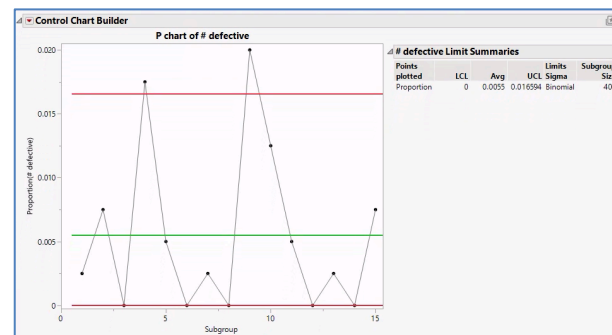 Control Chart Builder
P chart of # defective
0.020
0.015
0.010
0.005
0
Proportion(# defective)
0 5 10 15
Subgroup
# defective Limit Summaries
Points Limits Subgroup
plotted LCL Avg UCL Sigma Siz
Proportion 0 0.0055 0.016594 Binomial 40